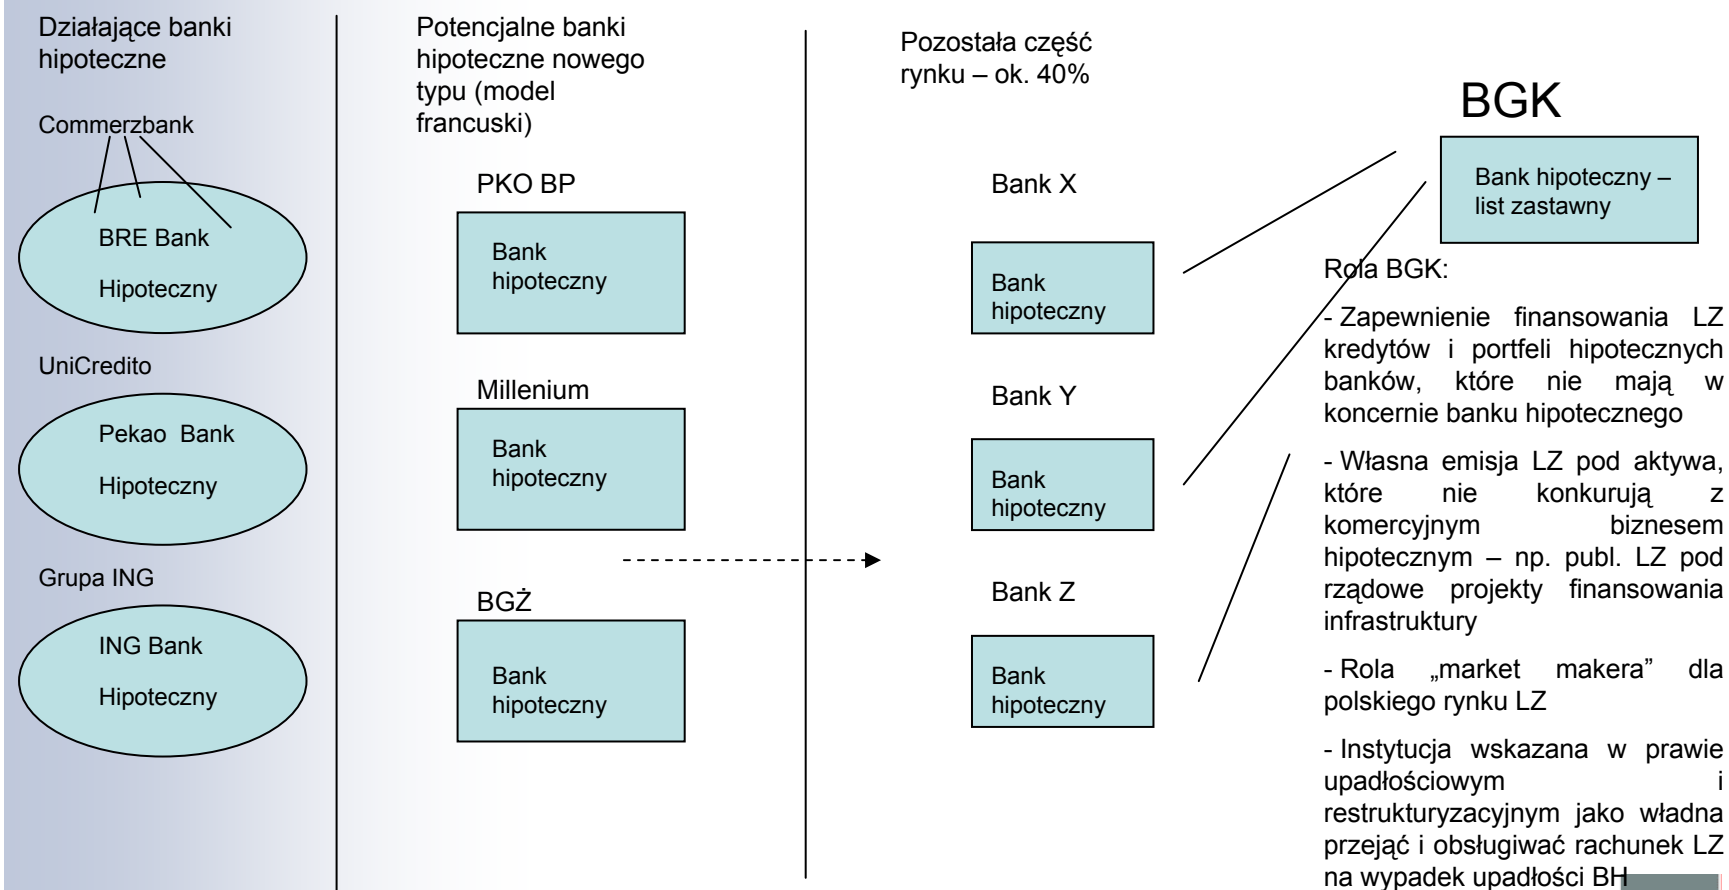 Działające banki
hipoteczne
Commerzbank
BRE Bank
Hipoteczny
UniCredito
Pekao Bank
Hipoteczny
Grupa ING
ING Bank
Hipoteczny
Potencjalne banki
hipoteczne nowego
typu (model
francuski)
PKO BP
Bank
hipoteczny
Millenium
Bank
hipoteczny
BGŻ
Bank
hipoteczny
Pozostała część
rynku – ok. 40%
Bank X
Bank
hipoteczny
Bank Y
Bank
hipoteczny
Bank Z
Bank
hipoteczny
BGK
Bank hipoteczny –
list zastawny
Rola BGK:
- Zapewnienie finansowania LZ
kredytów i portfeli hipotecznych
banków, które nie mają w
koncernie banku hipotecznego
- Własna emisja LZ pod aktywa,
które nie konkurują z
komercyjnym biznesem
hipotecznym – np. publ. LZ pod
rządowe projekty finansowania
infrastruktury
- Rola „market makera” dla
polskiego rynku LZ
- Instytucja wskazana w prawie
upadłościowym i
restrukturyzacyjnym jako władna
przejąć i obsługiwać rachunek LZ
na wypadek upadłości BH